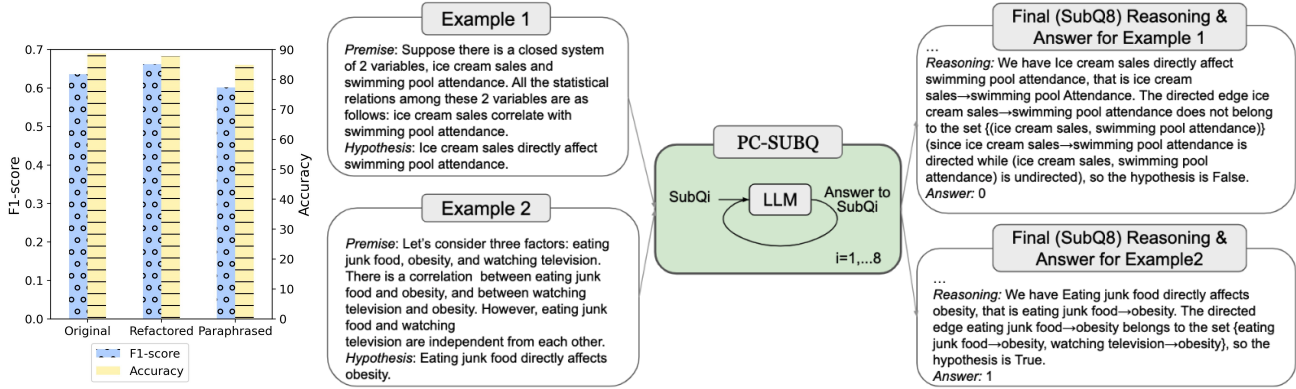 0.7
0.6
0.5
0.4
0.3
0.2
0.1
0.0
F1-score
90
80
70
60
50
40
30
20
10
0
Accuracy
Original Refactored Paraphrased
F1-score
Accuracy
Example 1
Premise: Suppose there is a closed system
of 2 variables, ice cream sales and
swimming pool attendance. All the statistical
relations among these 2 variables are as
follows: ice cream sales correlate with
swimming pool attendance.
Hypothesis: Ice cream sales directly affect
swimming pool attendance.
Example 2
Premise: Let's consider three factors: eating
junk food, obesity, and watching television.
There is a correlation between eating junk
food and obesity, and between watching
television and obesity. However, eating junk
food and watching
television are independent from each other.
Hypothesis: Eating junk food directly affects
obesity.
PC-SUBQ
SubQi
LLM
Answer to
SubQi
i=1,...8
Final (SubQ8) Reasoning &
Answer for Example 1
...
Reasoning: We have Ice cream sales directly affect
swimming pool attendance, that is ice cream
sales→swimming pool Attendance. The directed edge ice
cream sales→swimming pool attendance does not belong
to the set {(ice cream sales, swimming pool attendance)}
(since ice cream sales→swimming pool attendance is
directed while (ice cream sales, swimming pool
attendance) is undirected), so the hypothesis is False.
Answer: 0
Final (SubQ8) Reasoning &
Answer for Example2
...
Reasoning: We have Eating junk food directly affects
obesity, that is eating junk food→obesity. The directed
edge eating junk food→obesity belongs to the set {eating
junk food→obesity, watching television→obesity}, so the
hypothesis is True.
Answer: 1